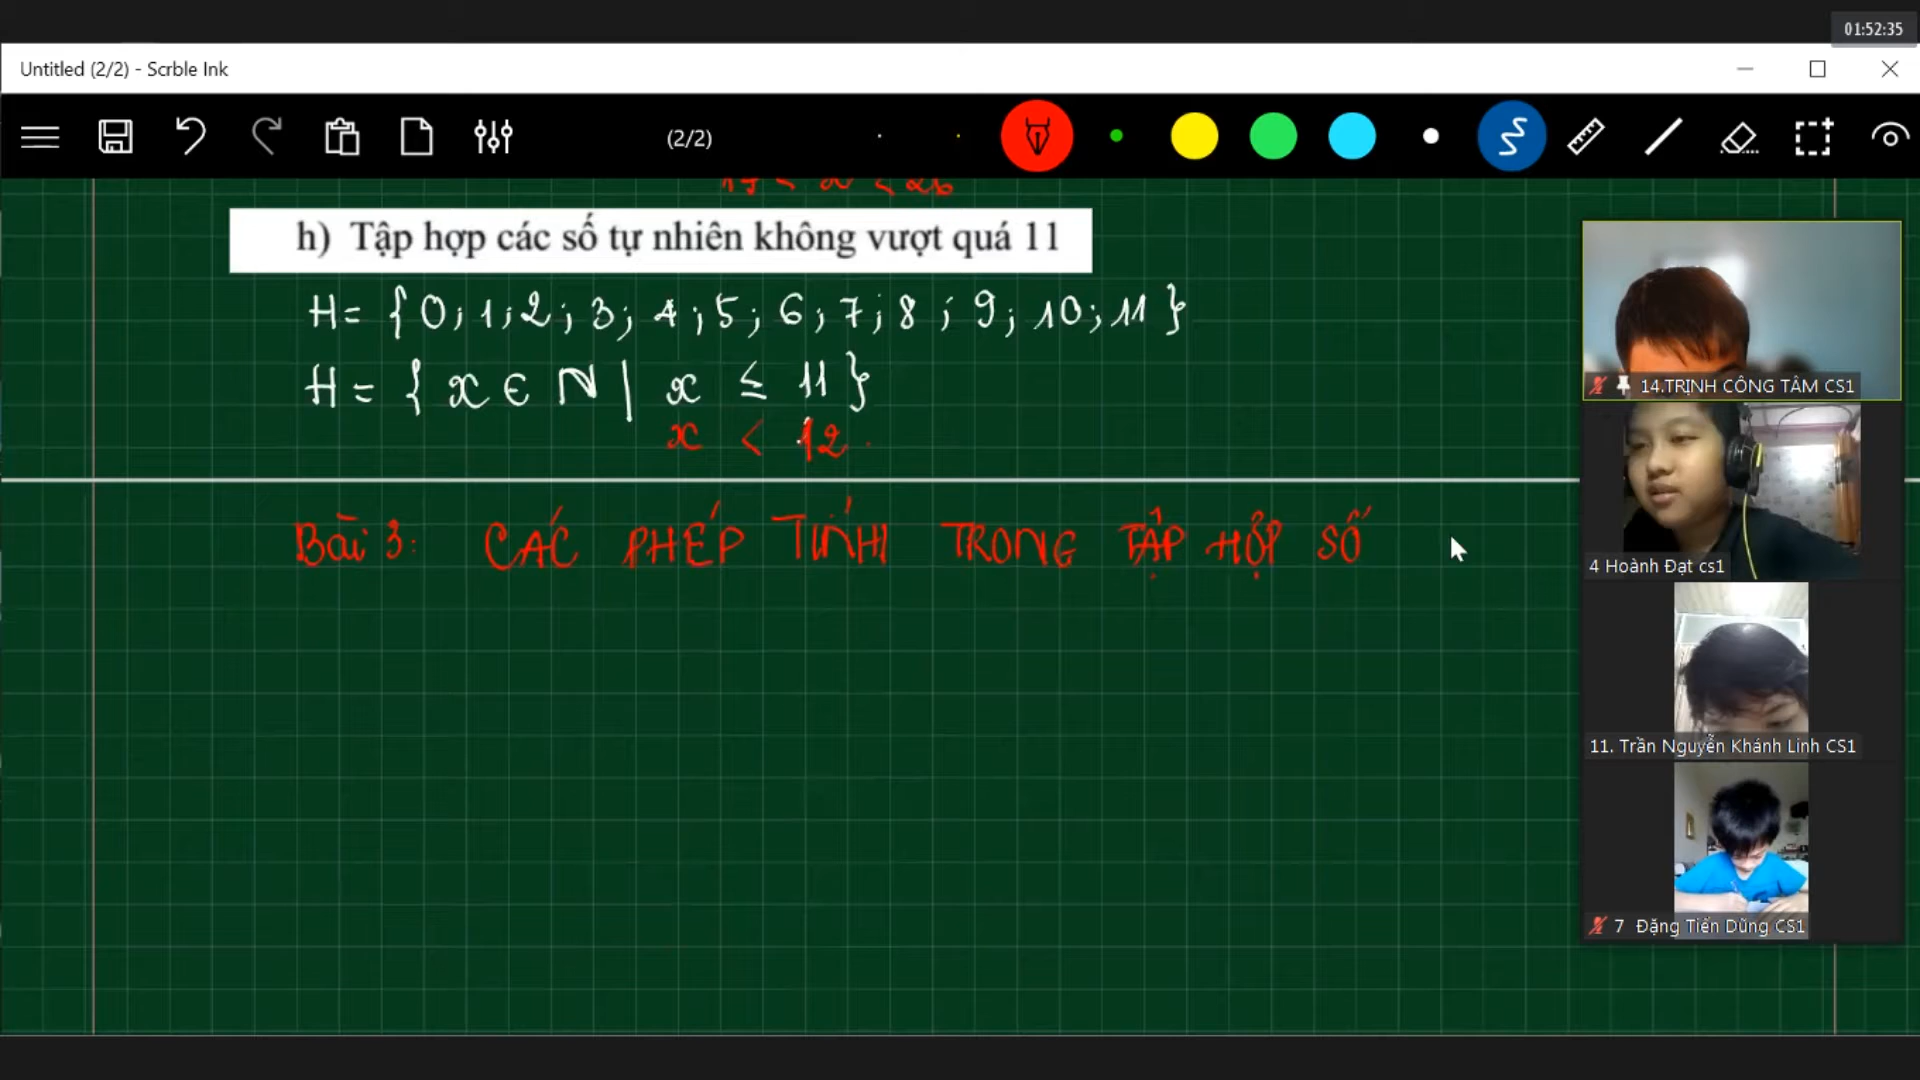 01:52:35
Untitled (2/2) - Scrble Ink
(2/2)
h) Tập hợp các số tự nhiên không vượt quá 11
H = { 0; 1; 2; 3; 4; 5; 6; 7; 8; 9; 10; 11 }
H = { x ∈ N | x ≤ 11 }
x < 12
Bài 3: CÁC PHÉP TÍNH TRONG TẬP HỢP SỐ
14.TRỊNH CÔNG TÂM CS1
4 Hoành Đạt cs1
11. Trần Nguyễn Khánh Linh CS1
7 Đặng Tiến Dũng CS1